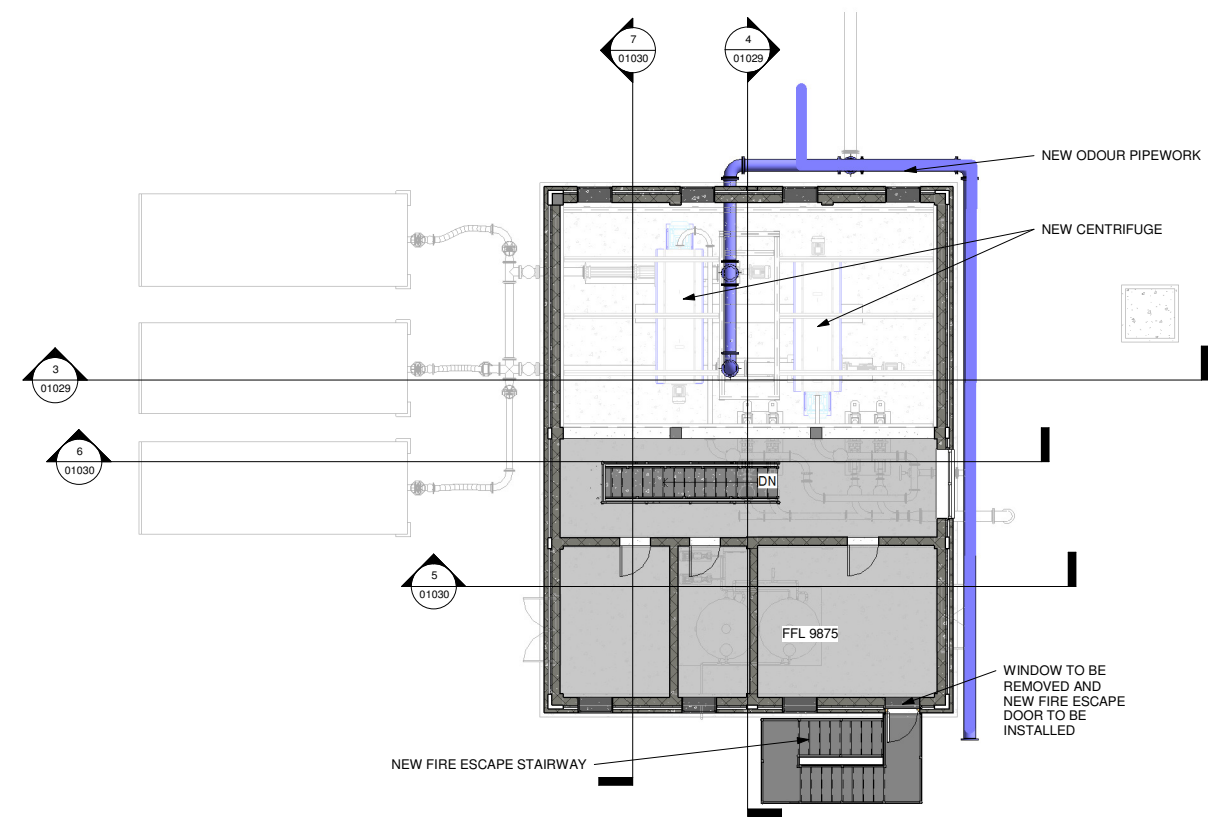 7
01030
4
01029
NEW ODOUR PIPEWORK
NEW CENTRIFUGE
3
01029
6
01030
DN
5
01030
FFL 9875
WINDOW TO BE
REMOVED AND
NEW FIRE ESCAPE
DOOR TO BE
INSTALLED
NEW FIRE ESCAPE STAIRWAY